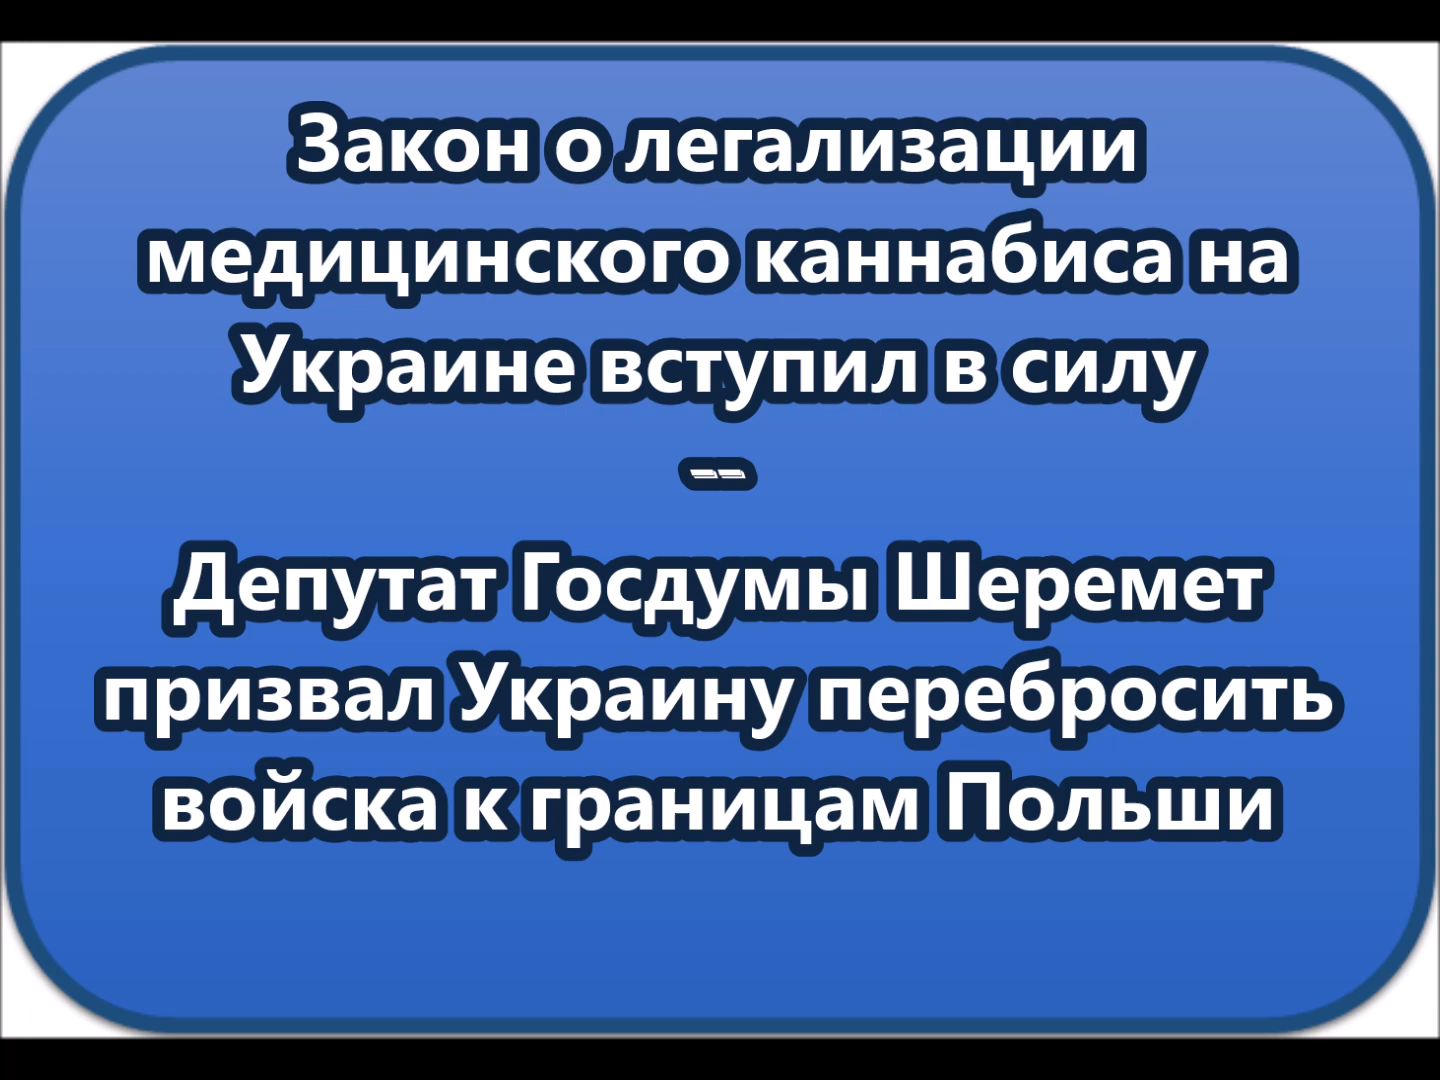 Закон о легализации
медицинского каннабиса на
Украине вступил в силу
--
Депутат Госдумы Шеремет
призвал Украину перебросить
войска к границам Польши